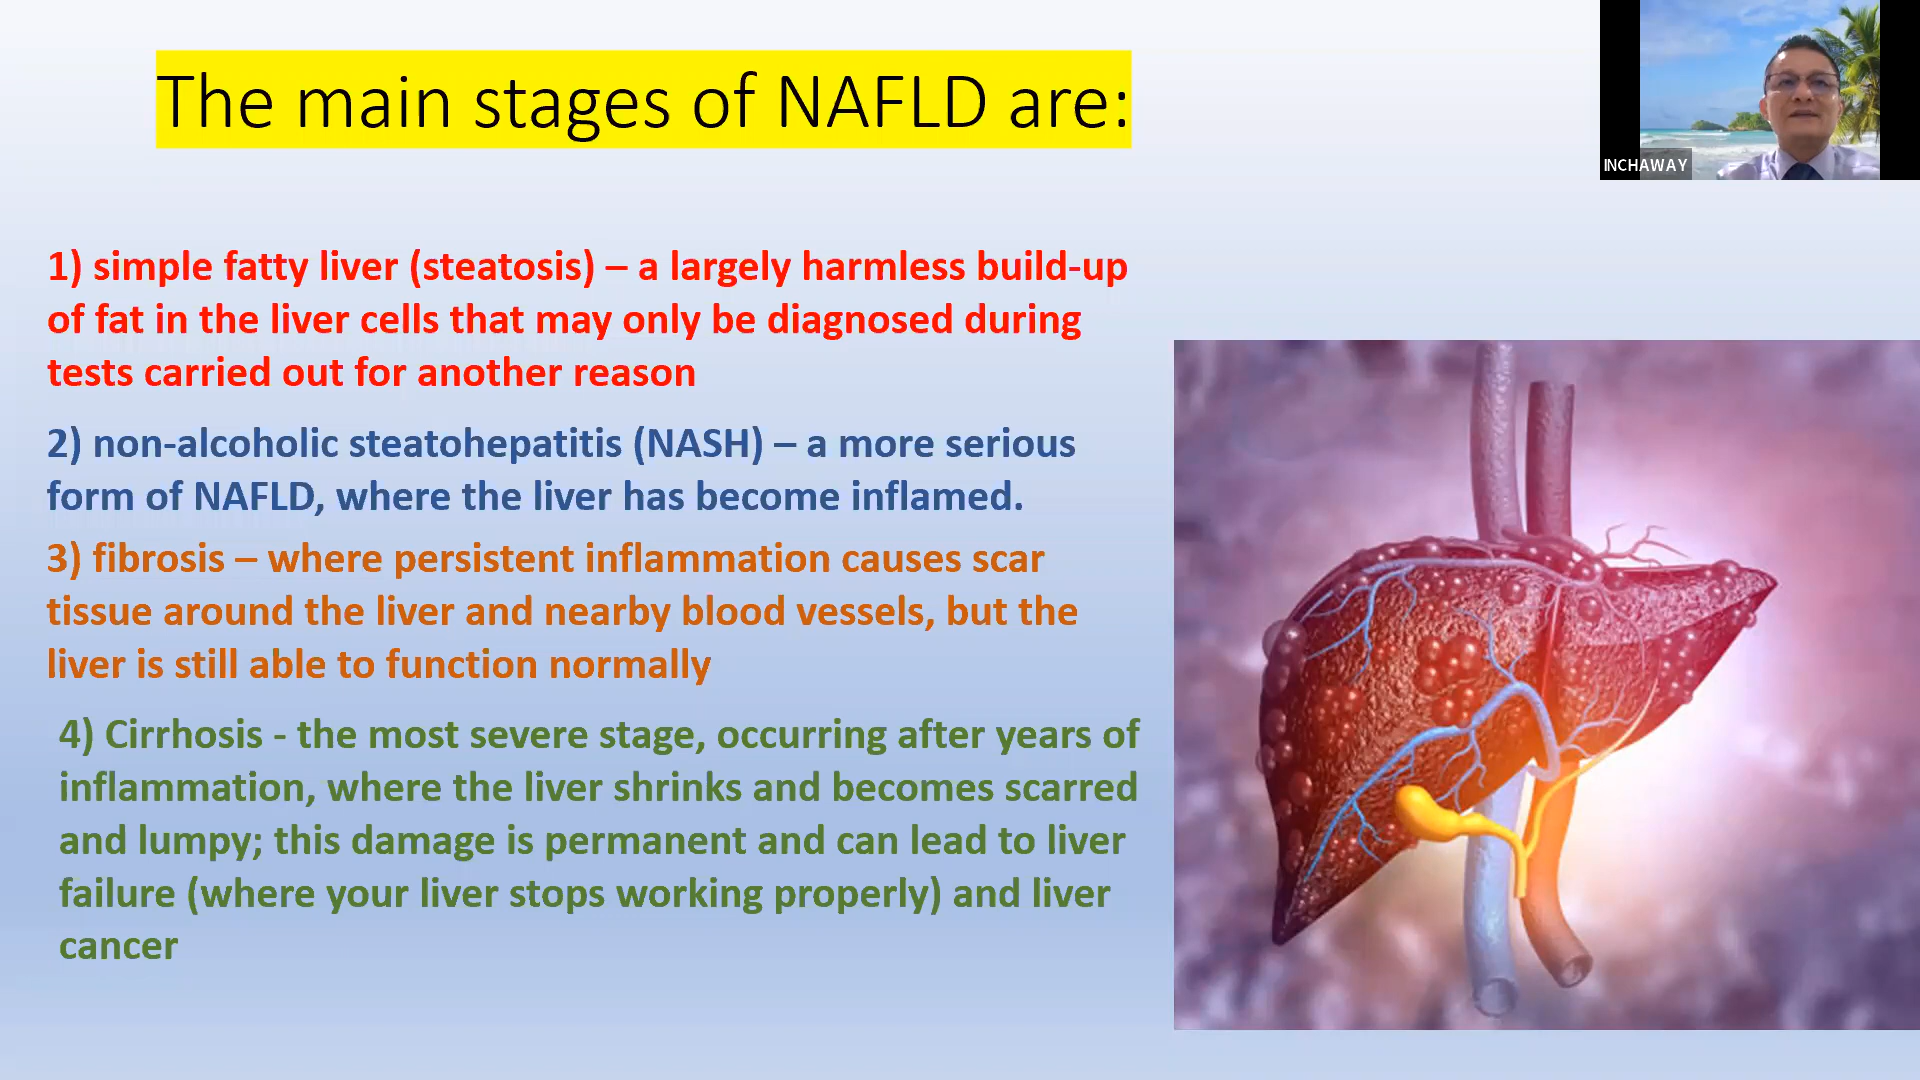 The main stages of NAFLD are:
INCHAWAY
1) simple fatty liver (steatosis) – a largely harmless build-up
of fat in the liver cells that may only be diagnosed during
tests carried out for another reason
2) non-alcoholic steatohepatitis (NASH) – a more serious
form of NAFLD, where the liver has become inflamed.
3) fibrosis – where persistent inflammation causes scar
tissue around the liver and nearby blood vessels, but the
liver is still able to function normally
4) Cirrhosis - the most severe stage, occurring after years of
inflammation, where the liver shrinks and becomes scarred
and lumpy; this damage is permanent and can lead to liver
failure (where your liver stops working properly) and liver
cancer